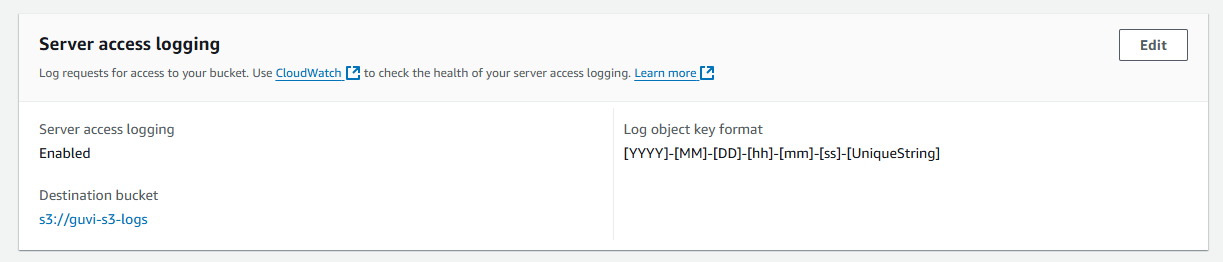 Server access logging
Edit
Log requests for access to your bucket. Use CloudWatch to check the health of your server access logging. Learn more
Server access logging
Enabled
Destination bucket
s3://guvi-s3-logs
Log object key format
[YYYY]-[MM]-[DD]-[hh]-[mm]-[ss]-[UniqueString]